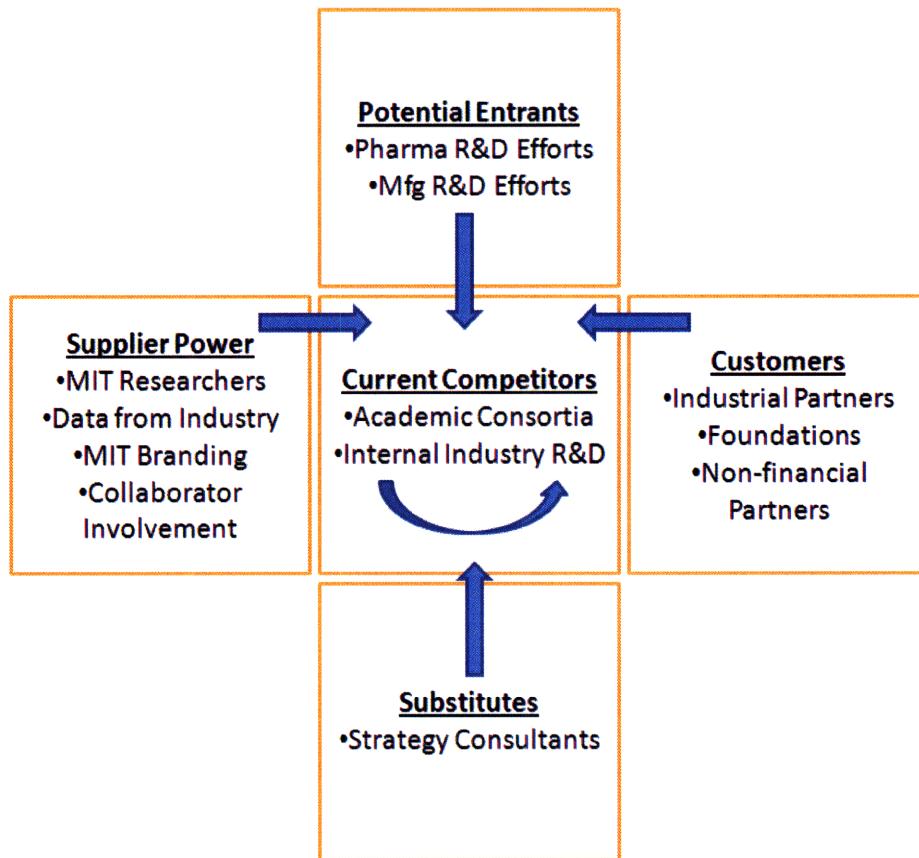 Potential Entrants
•Pharma R&D Efforts
•Mfg R&D Efforts
Supplier Power
•MIT Researchers
•Data from Industry
•MIT Branding
•Collaborator
Involvement
Current Competitors
•Academic Consortia
•Internal Industry R&D
Customers
•Industrial Partners
•Foundations
•Non-financial
Partners
Substitutes
•Strategy Consultants